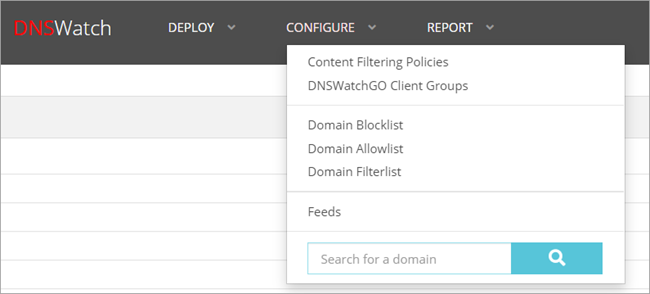 DNSWatch DEPLOY CONFIGURE REPORT
Content Filtering Policies
DNSWatchGO Client Groups
Domain Blocklist
Domain Allowlist
Domain Filterlist
Feeds
Search for a domain